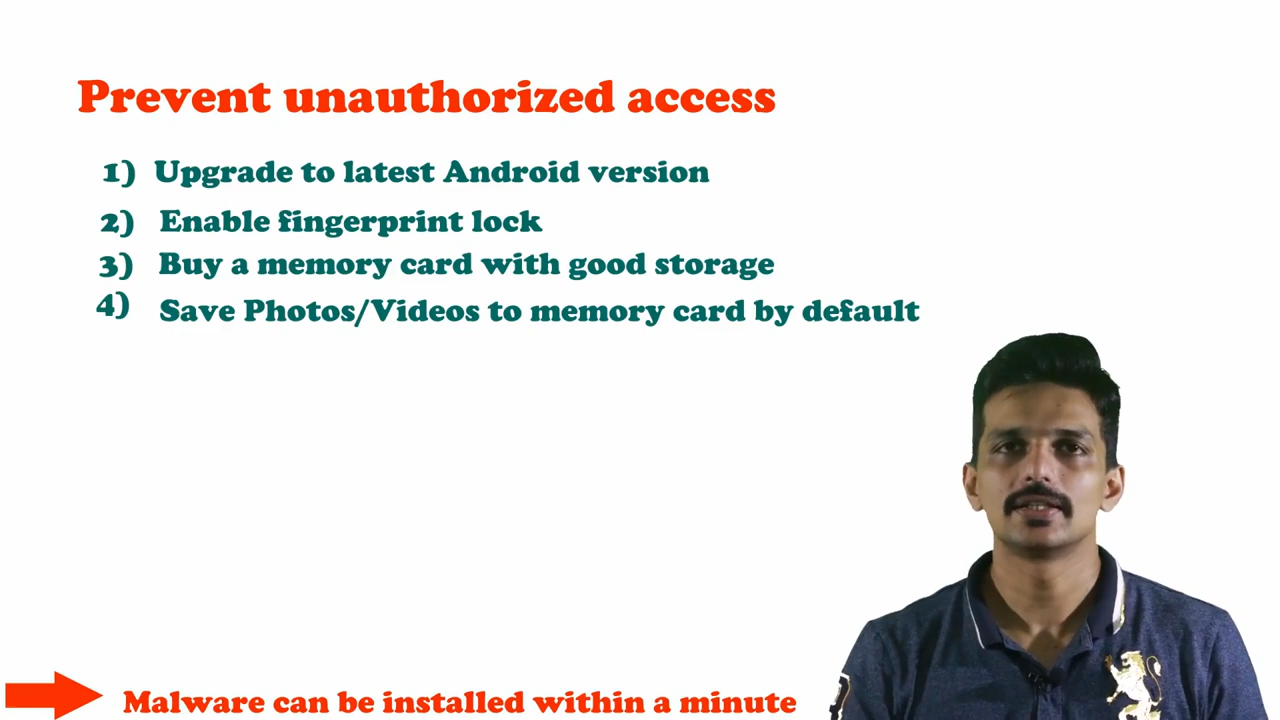 Prevent unauthorized access
1) Upgrade to latest Android version
2) Enable fingerprint lock
3) Buy a memory card with good storage
4) Save Photos/Videos to memory card by default
Malware can be installed within a minute